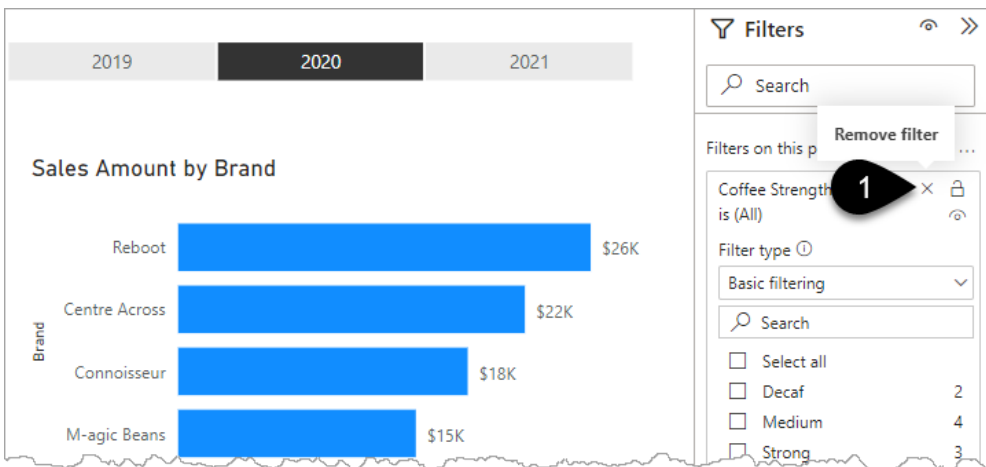 2019 2020 2021
Sales Amount by Brand
Brand
Reboot $26K
Centre Across $22K
Connoisseur $18K
M-agic Beans $15K
Filters
Search
Remove filter
Filters on this p ...
Coffee Strength 1
is (All)
Filter type
Basic filtering
Search
Select all
Decaf 2
Medium 4
Strong 3